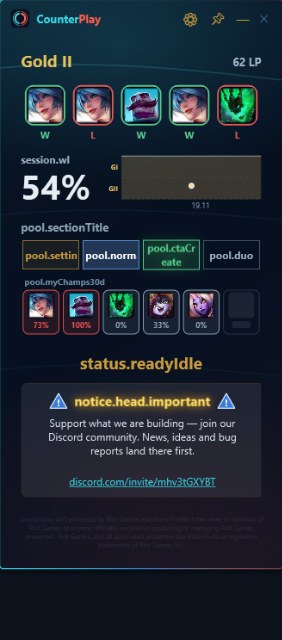 CounterPlay
Gold II
62 LP
W L W W L
session.wl
54%
GI
GII
19.11
pool.sectionTitle
pool.settin
pool.norm
pool.ctaCr
eate
pool.duo
pool.myChamps30d
73% 100% 0% 33% 0%
status.readyIdle
notice.head.important
Support what we are building — join our
Discord community. News, ideas and bug
reports land there first.
discord.com/invite/mhv3tGXYBT